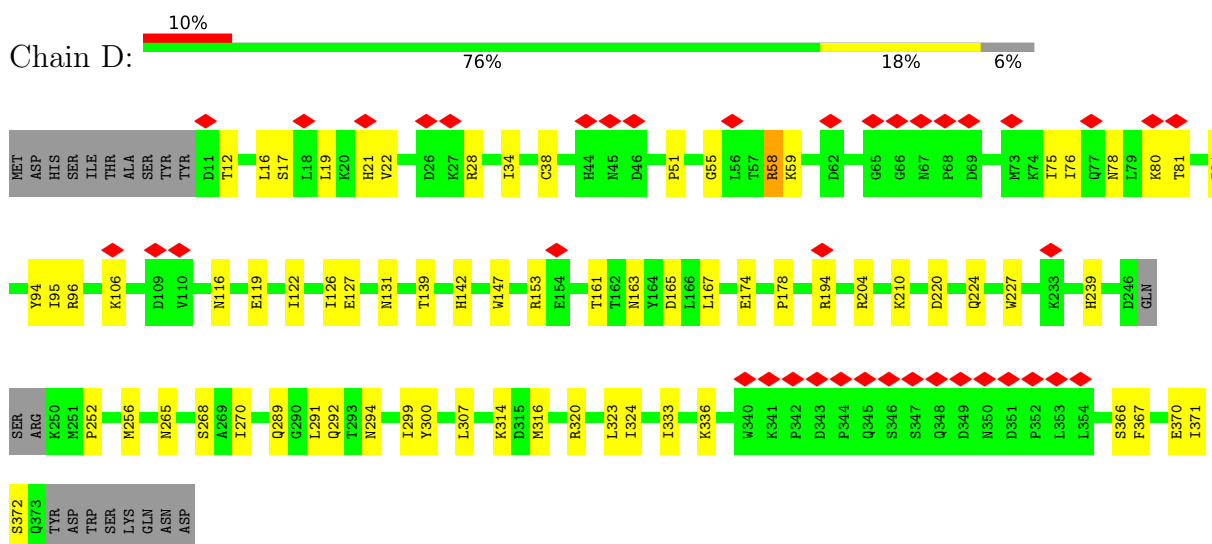 10%
Chain D:
76% 18% 6%
MET ASP HIS SER ILE THR ALA SER TYR TYR D11 T12 L16 S17 L18 L19 K20 H21 V22 D26 K27 R28 I34 C38 H44 N45 D46 P51 G55 L56 T57 R58 K59 D62 G65 G66 N67 P68 D69 M73 K74 I75 I76 Q77 N78 L79 K80 T81
Y94 I95 R96 K106 D109 V110 N116 E119 I122 I126 E127 N131 T139 H142 W147 R153 E154 T161 T162 N163 Y164 D165 L166 L167 E174 P178 R194 R204 K210 D220 Q224 W227 K233 H239 D246 GLN
SER ARG K250 M251 P252 M256 N265 S268 A269 I270 Q289 G290 L291 Q292 T293 N294 I299 Y300 L307 K314 D315 M316 R320 L323 I324 I333 K336 W340 K341 P342 D343 P344 Q345 S346 S347 Q348 D349 N350 D351 P352 L353 L354 S366 F367 E370 I371
S372 Q373 TYR ASP TRP SER LYS GLN ASN ASP